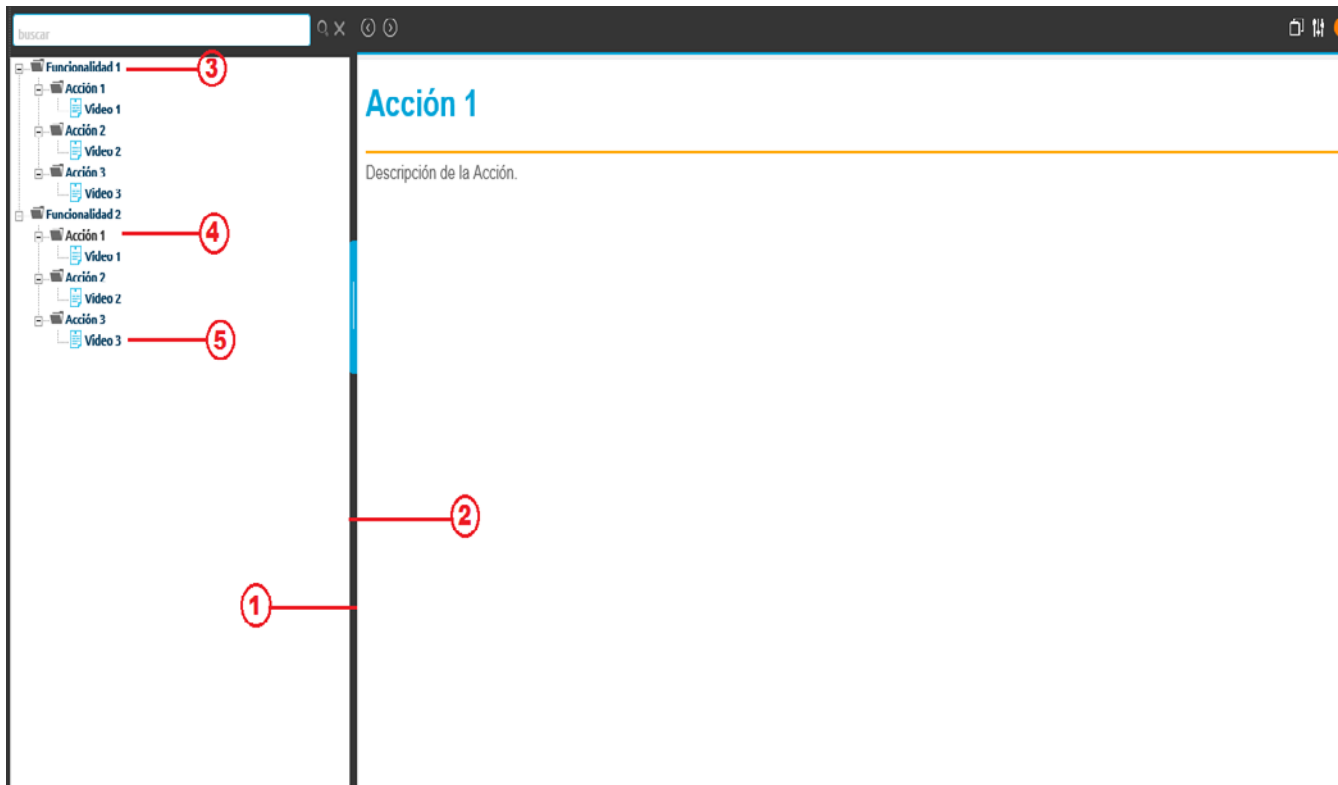 buscar
Funcionalidad 1
3
Acción 1
Video 1
Acción 2
Video 2
Acción 3
Video 3
Funcionalidad 2
Acción 1
4
Video 1
Acción 2
Video 2
Acción 3
Video 3
5
Acción 1
Descripción de la Acción.
2
1